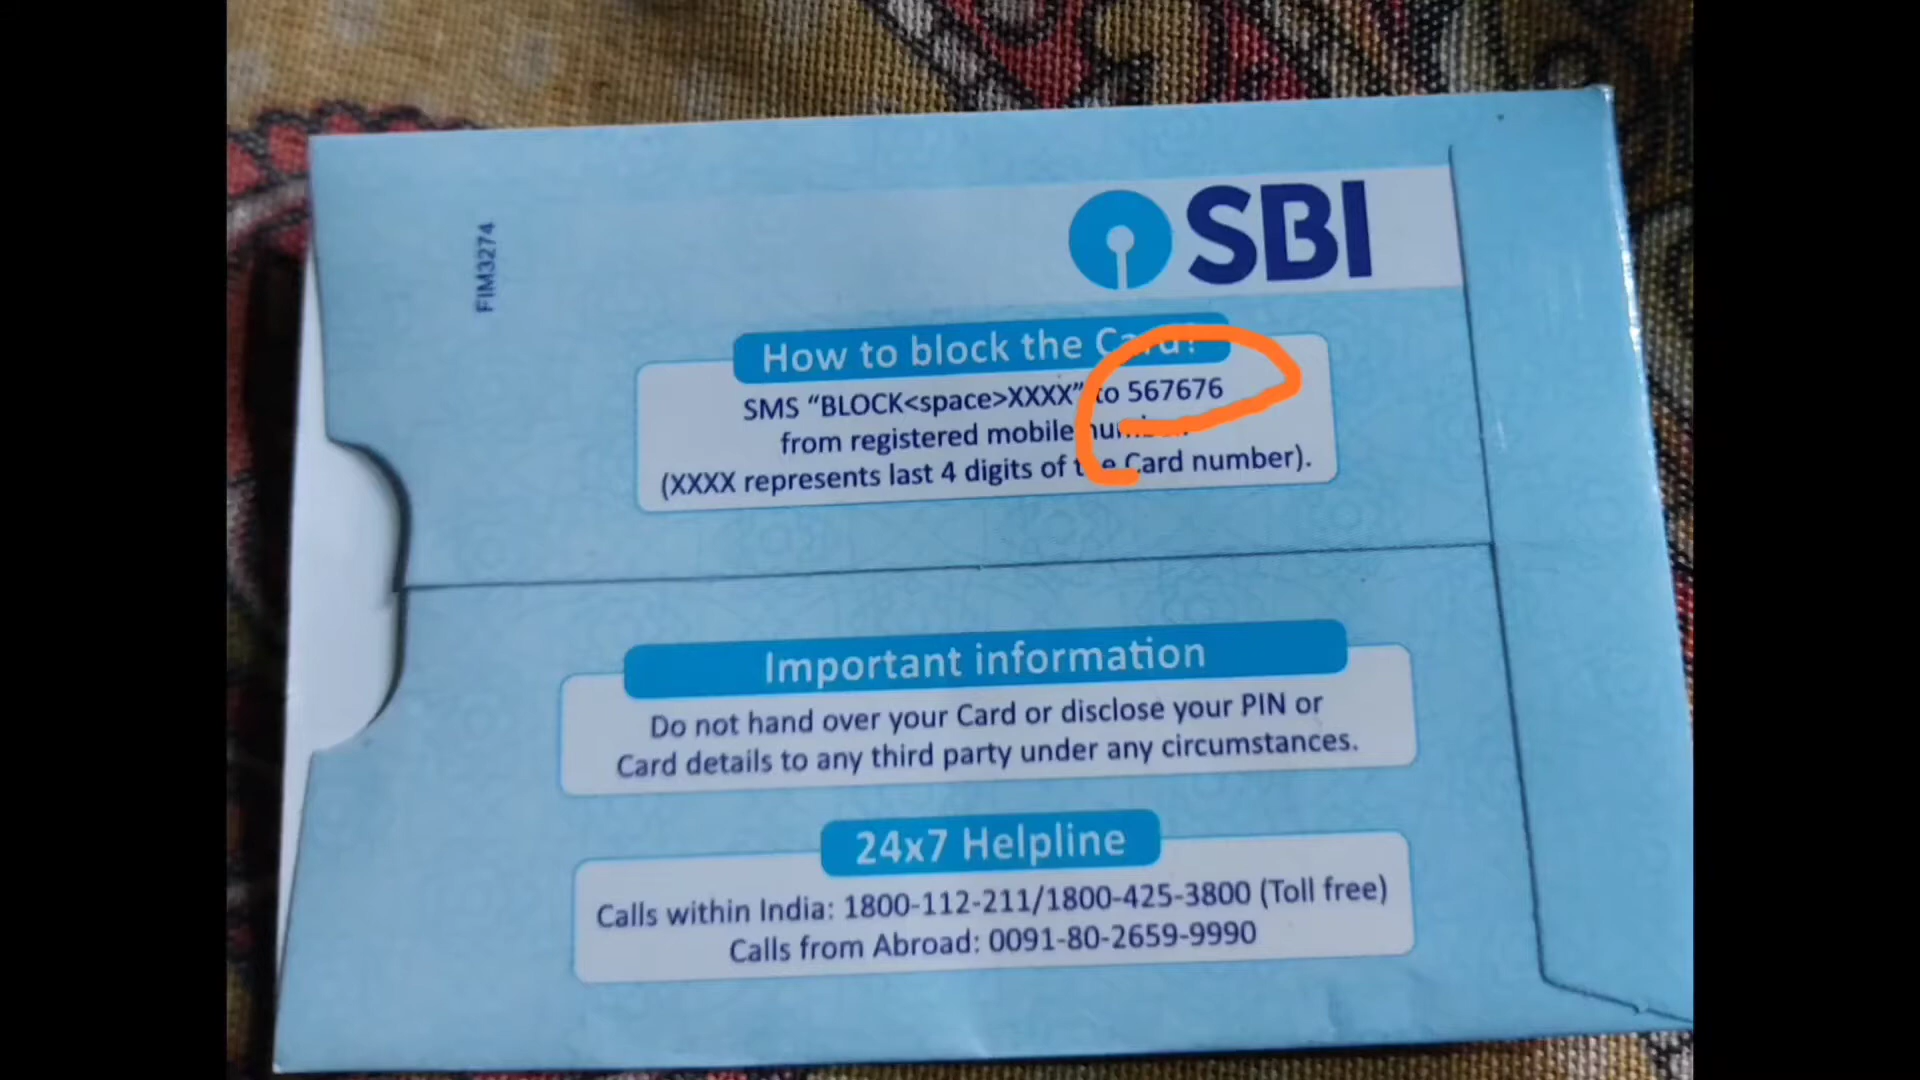 FIM3274
SBI
How to block the Card?
SMS “BLOCK<space>XXXX” to 567676
from registered mobile number.
(XXXX represents last 4 digits of the Card number).
Important information
Do not hand over your Card or disclose your PIN or
Card details to any third party under any circumstances.
24x7 Helpline
Calls within India: 1800-112-211/1800-425-3800 (Toll free)
Calls from Abroad: 0091-80-2659-9990